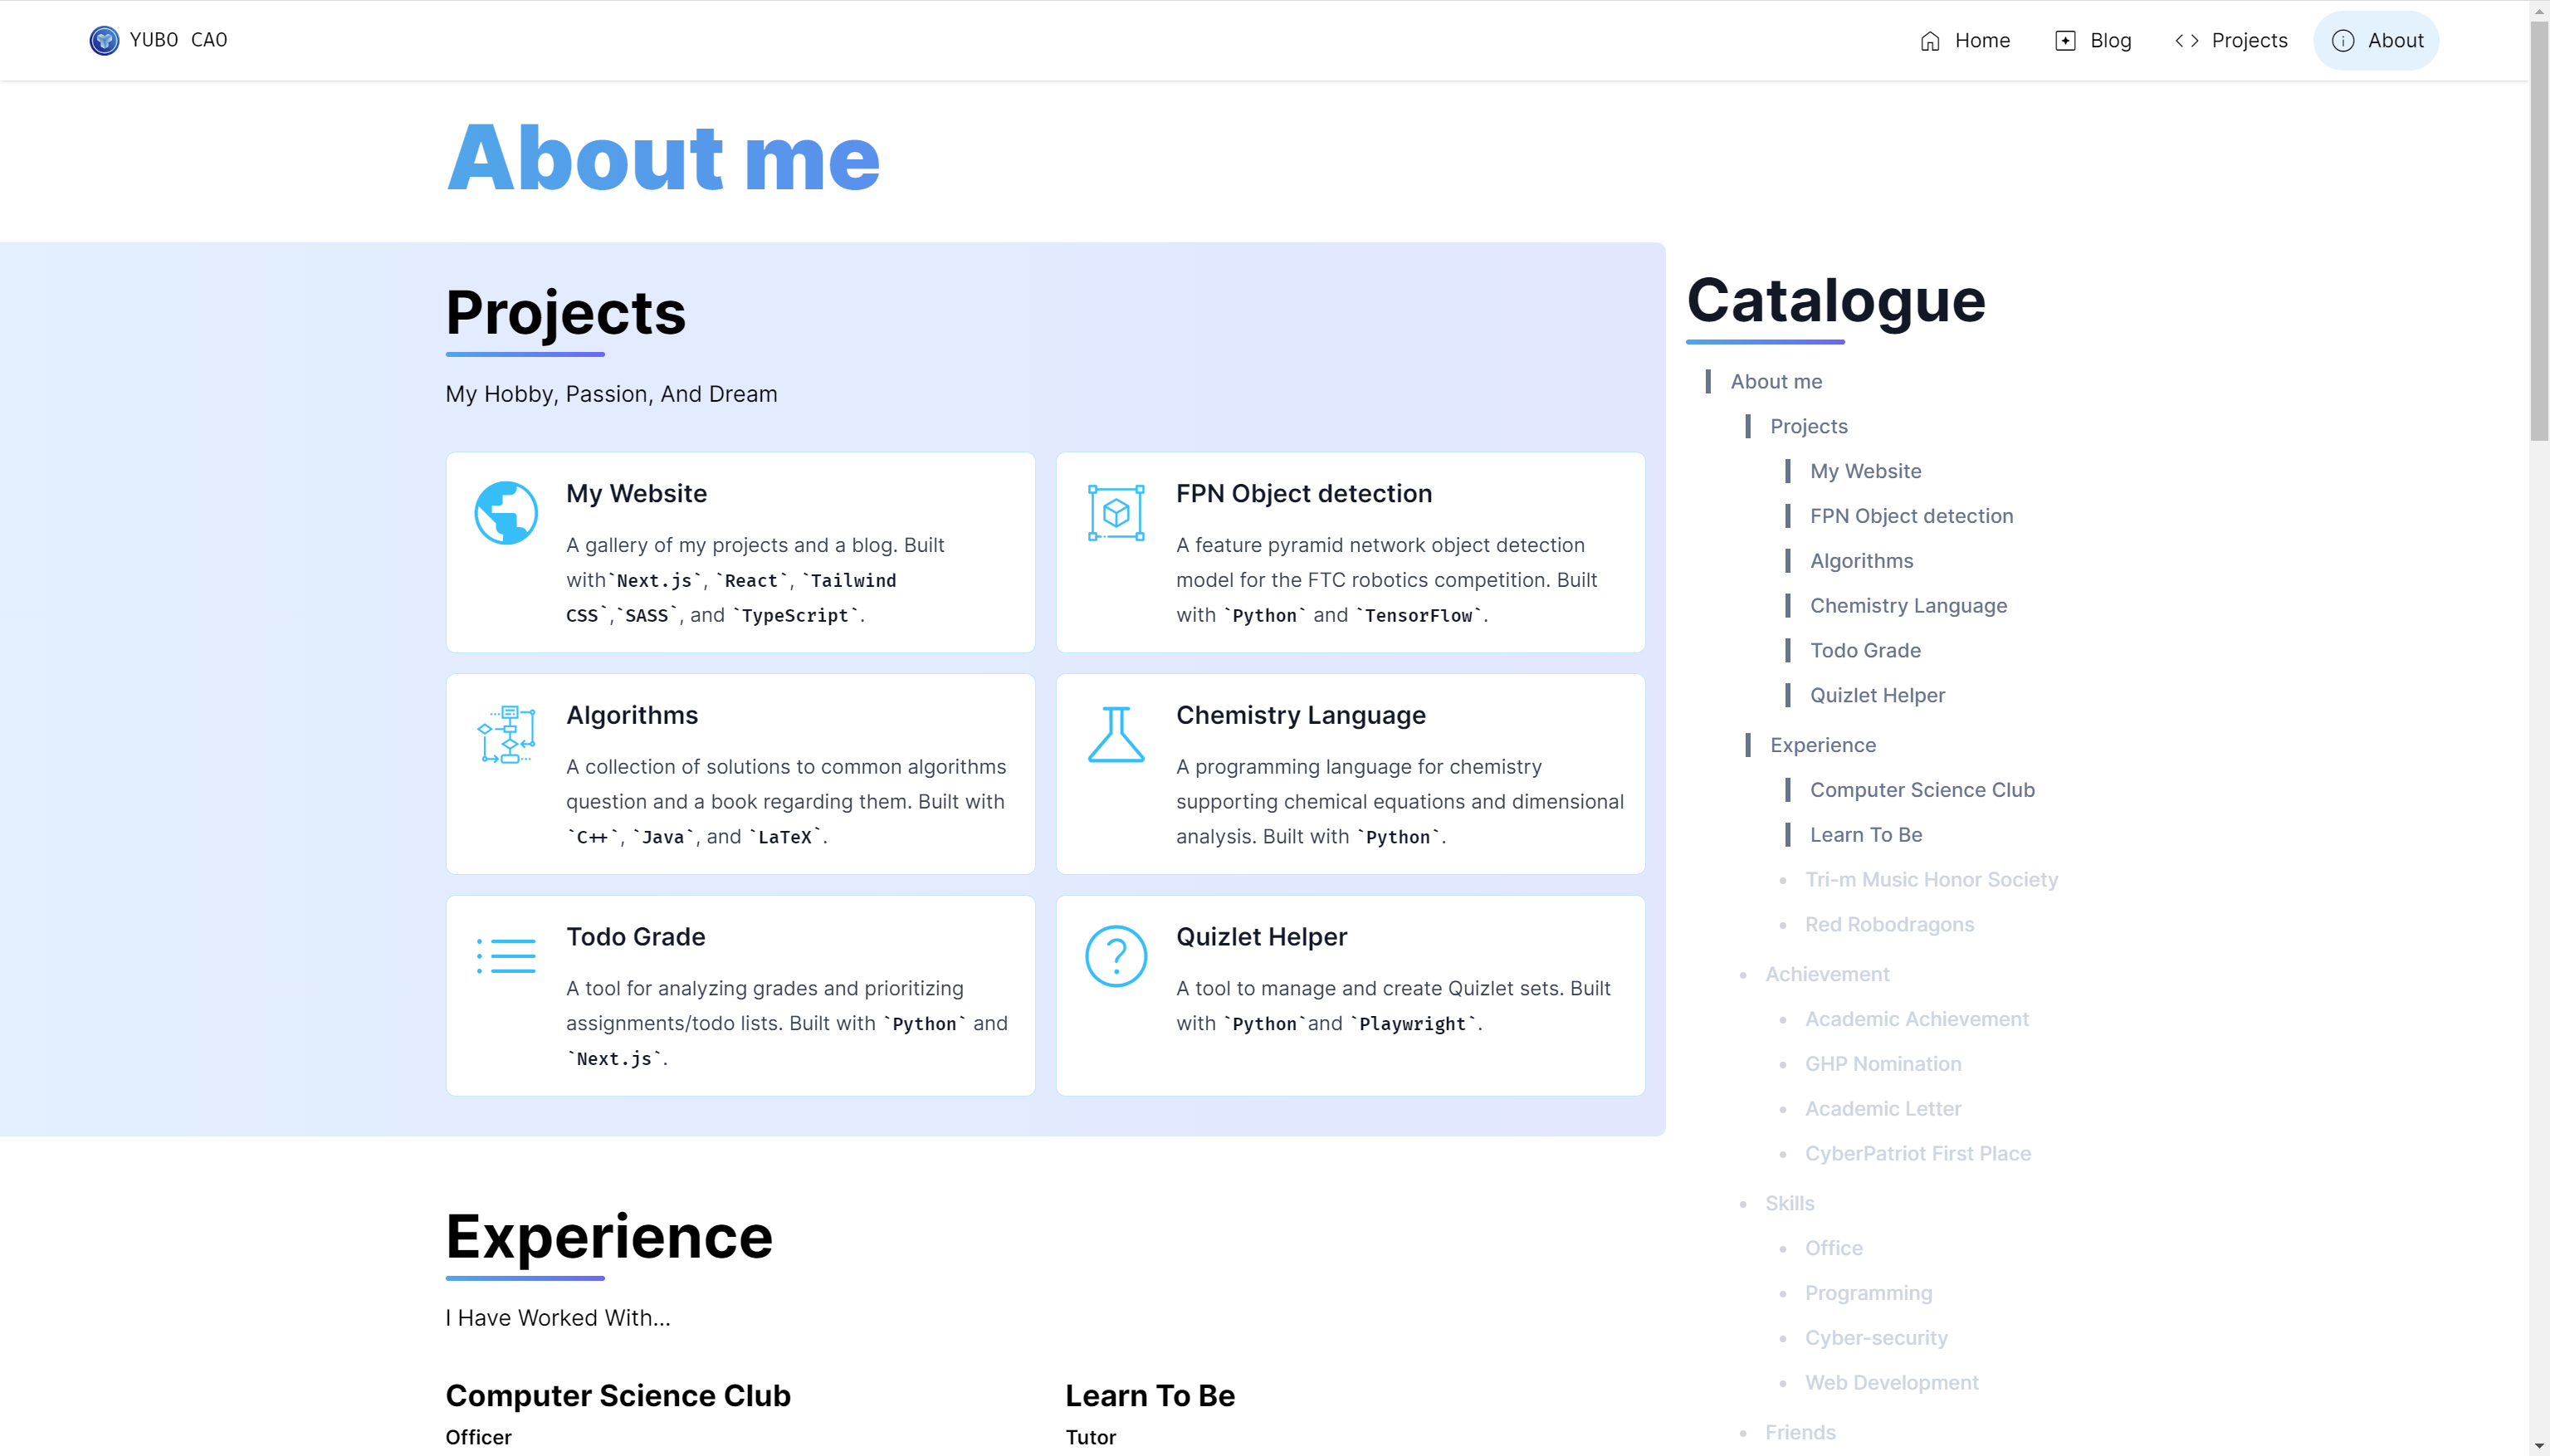 YUBO CAO
Home
Blog
Projects
About
About me
Projects
My Hobby, Passion, And Dream
My Website
A gallery of my projects and a blog. Built
with`Next.js`, `React`, `Tailwind
CSS`,`SASS`, and `TypeScript`.
FPN Object detection
A feature pyramid network object detection
model for the FTC robotics competition. Built
with `Python` and `TensorFlow`.
Algorithms
A collection of solutions to common algorithms
question and a book regarding them. Built with
`C++`, `Java`, and `LaTeX`.
Chemistry Language
A programming language for chemistry
supporting chemical equations and dimensional
analysis. Built with `Python`.
Todo Grade
A tool for analyzing grades and prioritizing
assignments/todo lists. Built with `Python` and
`Next.js`.
Quizlet Helper
A tool to manage and create Quizlet sets. Built
with `Python`and `Playwright`.
Experience
I Have Worked With...
Computer Science Club
Officer
Learn To Be
Tutor
Catalogue
About me
Projects
My Website
FPN Object detection
Algorithms
Chemistry Language
Todo Grade
Quizlet Helper
Experience
Computer Science Club
Learn To Be
Tri-m Music Honor Society
Red Robodragons
Achievement
Academic Achievement
GHP Nomination
Academic Letter
CyberPatriot First Place
Skills
Office
Programming
Cyber-security
Web Development
Friends